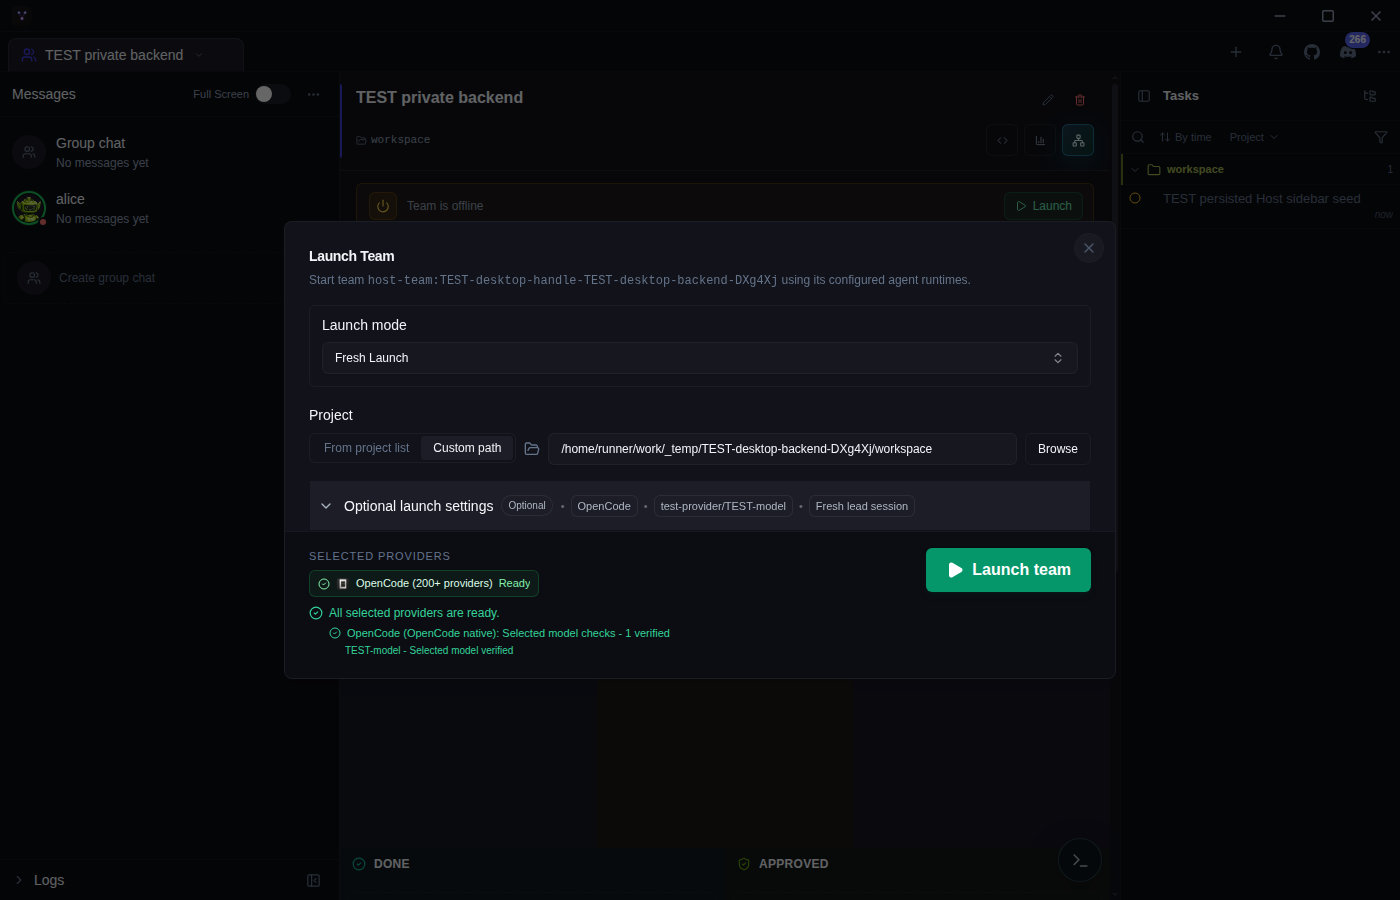 TEST private backend
266
Messages
Full Screen
Group chat
No messages yet
alice
No messages yet
Create group chat
TEST private backend
workspace
Team is offline
Launch
Tasks
By time
Project
workspace
1
TEST persisted Host sidebar seed
now
Launch Team
Start team host-team:TEST-desktop-handle-TEST-desktop-backend-DXg4Xj using its configured agent runtimes.
Launch mode
Fresh Launch
Project
From project list
Custom path
/home/runner/work/_temp/TEST-desktop-backend-DXg4Xj/workspace
Browse
Optional launch settings
Optional
• OpenCode
• test-provider/TEST-model
• Fresh lead session
SELECTED PROVIDERS
OpenCode (200+ providers) Ready
Launch team
All selected providers are ready.
OpenCode (OpenCode native): Selected model checks - 1 verified
TEST-model - Selected model verified
DONE
APPROVED
Logs